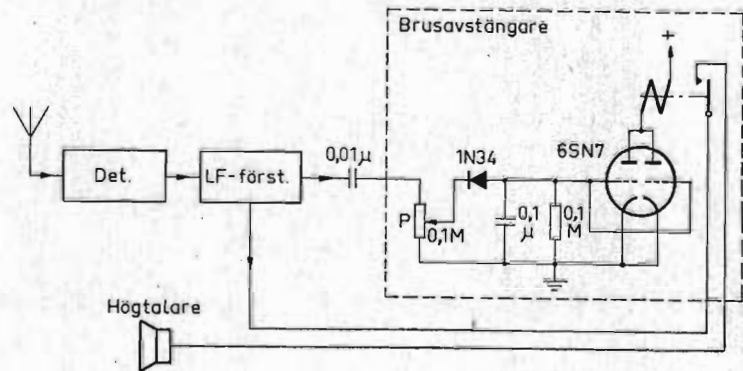 Brusavstängare
+
6SN7
1N34
0,01µ
Det.
LF-först.
P
0,1M
0,1
µ
0,1
M
Högtalare